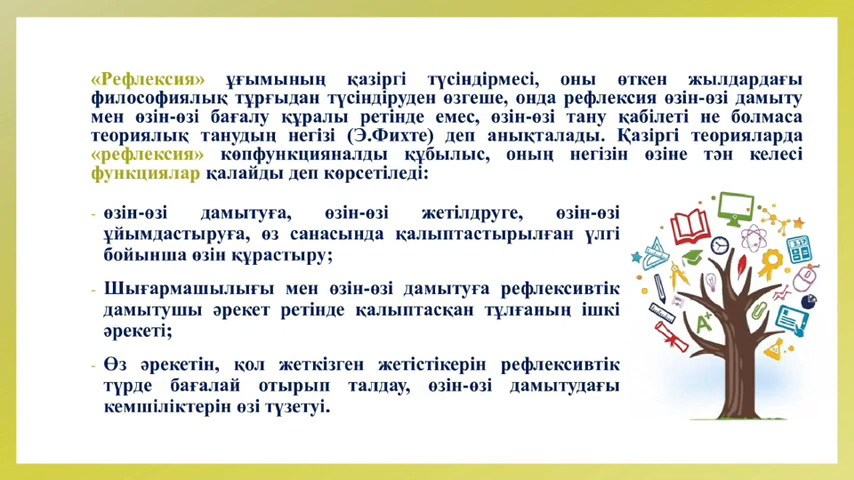 «Рефлексия» ұғымының қазіргі түсіндірмесі, оны өткен жылдардағы
философиялық тұрғыдан түсіндіруден өзгеше, онда рефлексия өзін-өзі дамыту
мен өзін-өзі бағалу құралы ретінде емес, өзін-өзі тану қабілеті не болмаса
теориялық танудың негізі (Э.Фихте) деп анықталады. Қазіргі теорияларда
«рефлексия» көпфункционалды құбылыс, оның негізін өзіне тән келесі
функциялар қалайды деп көрсетіледі:
- өзін-өзі дамытуға, өзін-өзі жетілдруге, өзін-өзі
ұйымдастыруға, өз санасында қалыптастырылған үлгі
бойынша өзін құрастыру;
- Шығармашылығы мен өзін-өзі дамытуға рефлексивтік
дамытушы әрекет ретінде қалыптасқан тұлғаның ішкі
әрекеті;
- Өз әрекетін, қол жеткізген жетістікерін рефлексивтік
түрде бағалай отырып талдау, өзін-өзі дамытудағы
кемшіліктерін өзі түзетуі.
A+